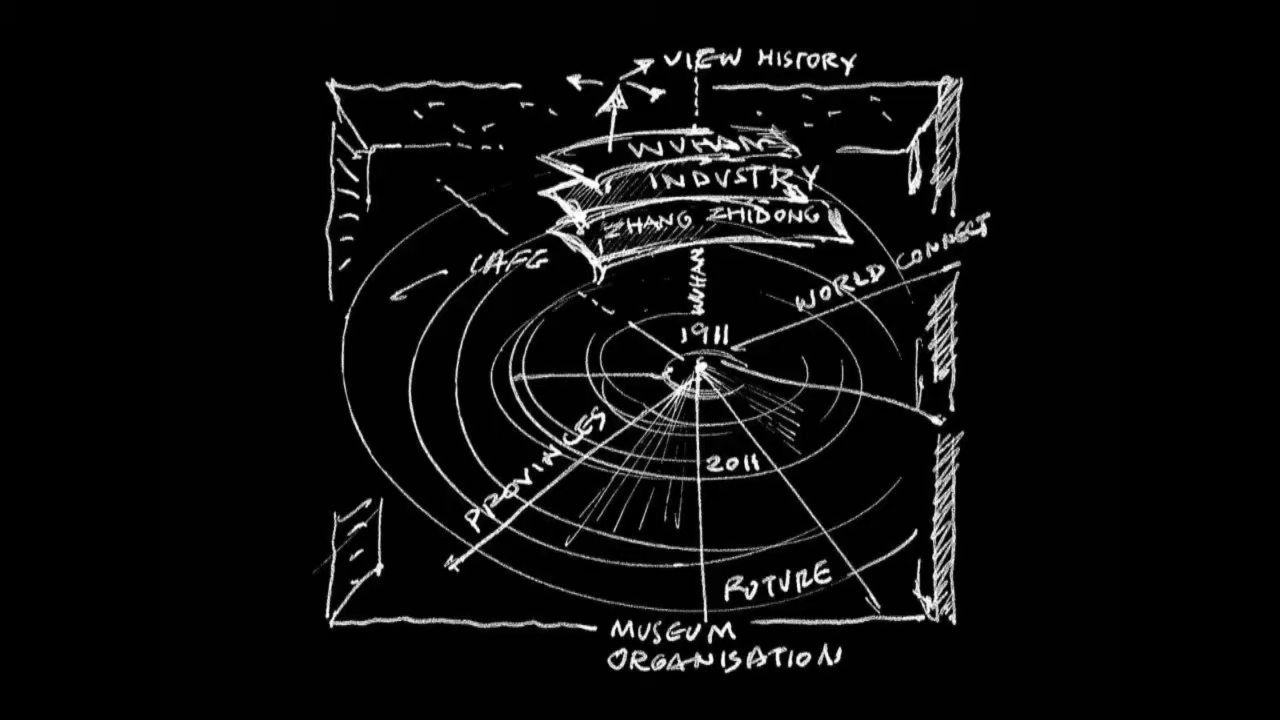 VIEW HISTORY
WUHAN
INDUSTRY
ZHANG ZHIDONG
CAFE
WUHAN
WORLD CONNECT
1911
PROVINCES
2011
FUTURE
MUSEUM
ORGANISATION